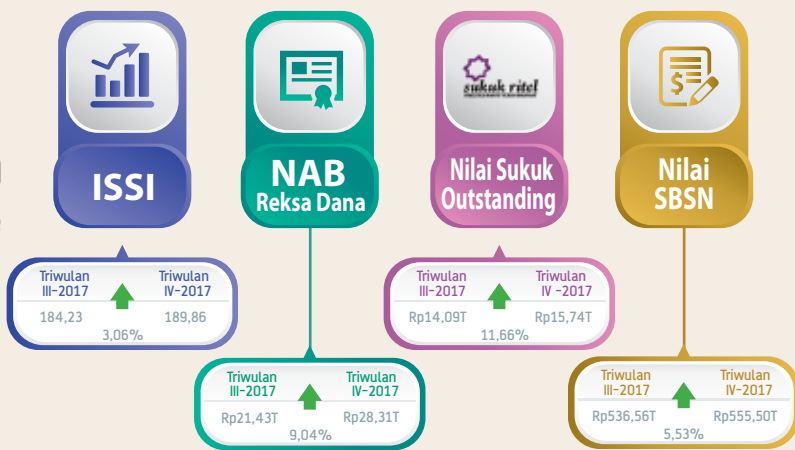 ISSI
Triwulan III-2017
Triwulan IV-2017
184,23
189,86
3,06%
NAB
Reksa Dana
Triwulan III-2017
Triwulan IV-2017
Rp21,43T
Rp28,31T
9,04%
sukuk ritel
Nilai Sukuk
Outstanding
Triwulan III-2017
Triwulan IV -2017
Rp14,09T
Rp15,74T
11,66%
Nilai
SBSN
Triwulan III-2017
Triwulan IV-2017
Rp536,56T
Rp555,50T
5,53%